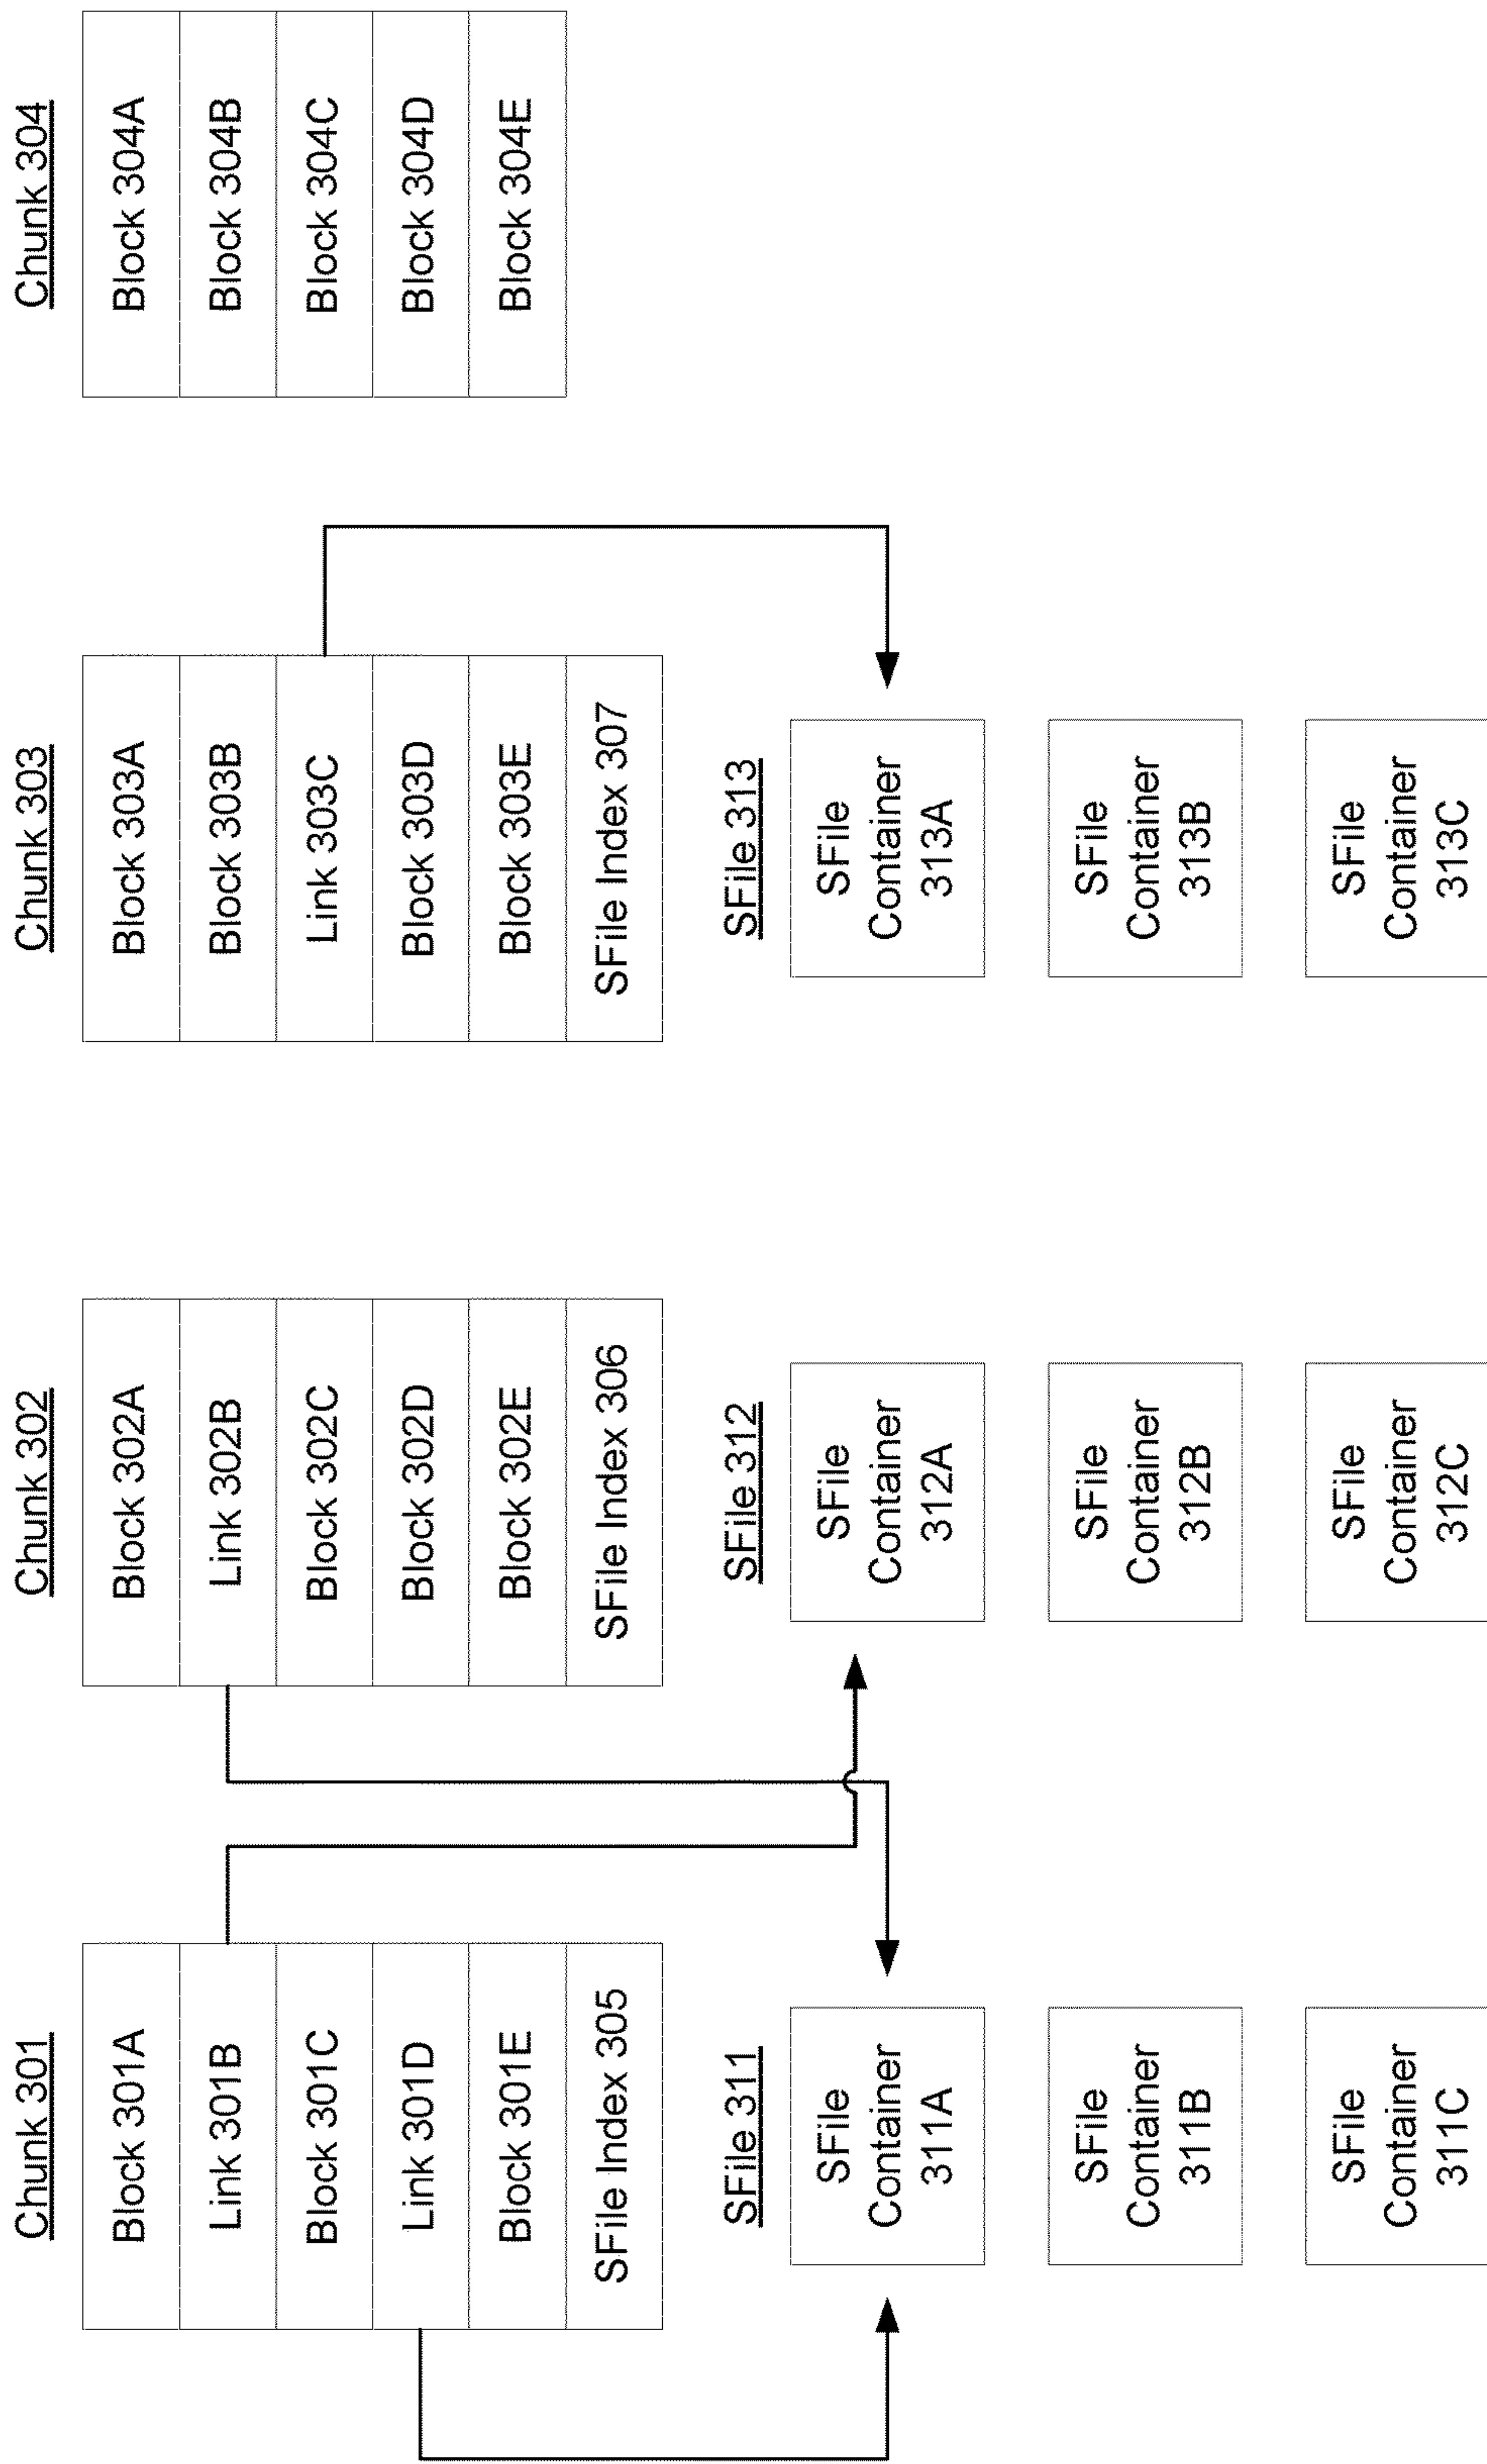 Chunk 301
Block 301A
Link 301B
Block 301C
Link 301D
Block 301E
SFile Index 305
Chunk 302
Block 302A
Link 302B
Block 302C
Block 302D
Block 302E
SFile Index 306
Chunk 303
Block 303A
Block 303B
Link 303C
Block 303D
Block 303E
SFile Index 307
Chunk 304
Block 304A
Block 304B
Block 304C
Block 304D
Block 304E
SFile 311
SFile
Container
311A
SFile
Container
311B
SFile
Container
311C
SFile 312
SFile
Container
312A
SFile
Container
312B
SFile
Container
312C
SFile 313
SFile
Container
313A
SFile
Container
313B
SFile
Container
313C